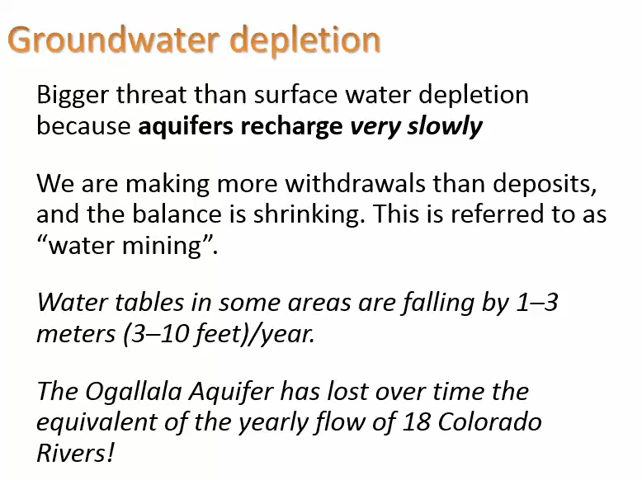 Groundwater depletion
Bigger threat than surface water depletion
because aquifers recharge very slowly
We are making more withdrawals than deposits,
and the balance is shrinking. This is referred to as
“water mining”.
Water tables in some areas are falling by 1–3
meters (3–10 feet)/year.
The Ogallala Aquifer has lost over time the
equivalent of the yearly flow of 18 Colorado
Rivers!